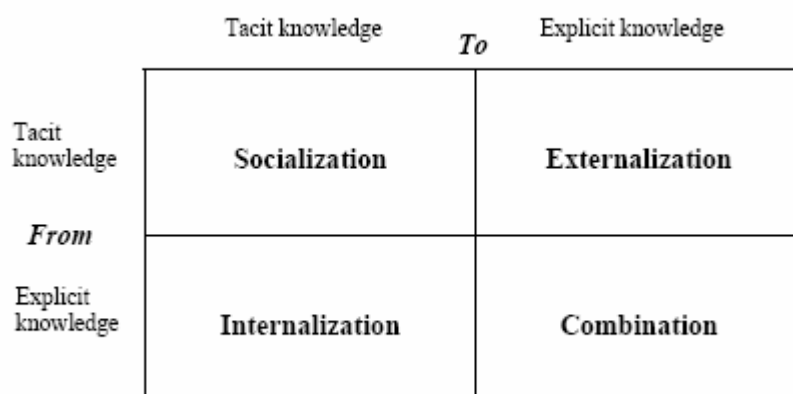 Tacit knowledge
To
Explicit knowledge
Tacit
knowledge
Socialization
Externalization
From
Explicit
knowledge
Internalization
Combination